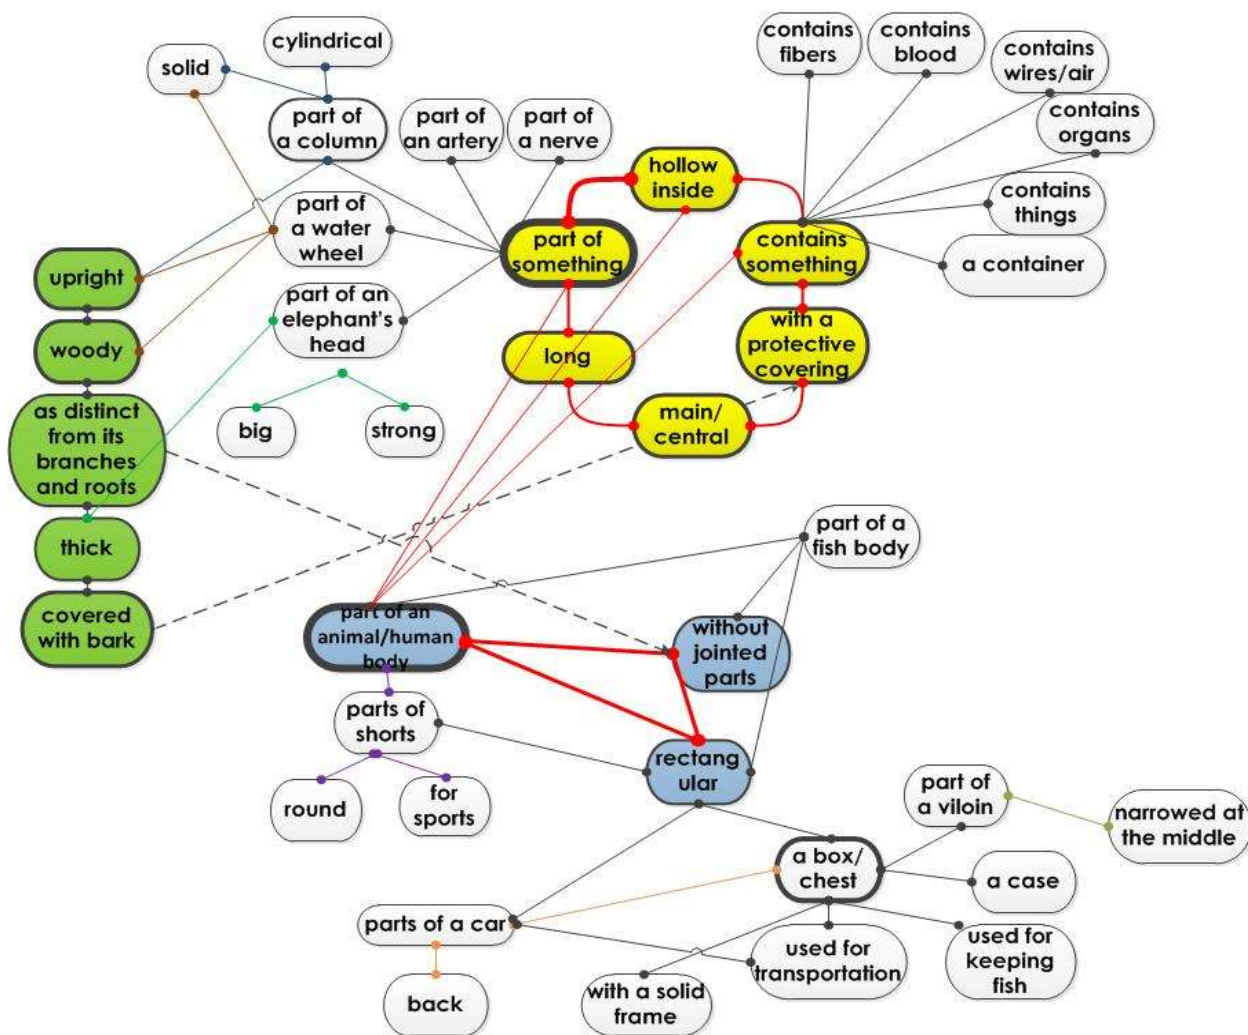 cylindrical
solid
part of
a column
part of
an artery
part of
a nerve
hollow
inside
contains
fibers
contains
blood
contains
wires/air
contains
organs
contains
things
a container
part of
a water
wheel
part of
something
contains
something
upright
part of an
elephant's
head
woody
long
with a
protective
covering
as distinct
from its
branches
and roots
big
strong
main/
central
thick
covered
with bark
part of a
fish body
part of an
animal/human
body
without
jointed
parts
parts of
shorts
rectang
ular
round
for
sports
part of
a viloin
narrowed at
the middle
a box/
chest
a case
parts of a car
back
with a solid
frame
used for
transportation
used for
keeping
fish